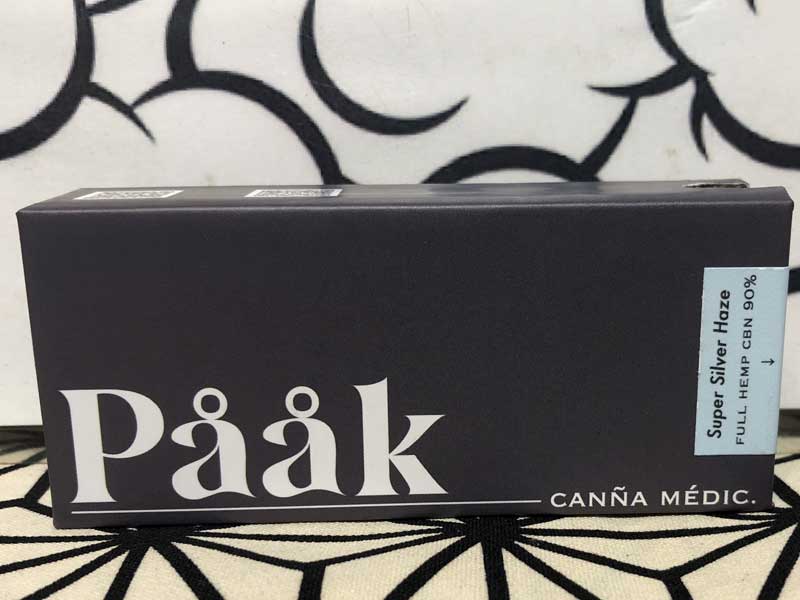 Pååk
CANÑA MÉDIC.
Super Silver Haze
FULL HEMP CBN 90%
↓